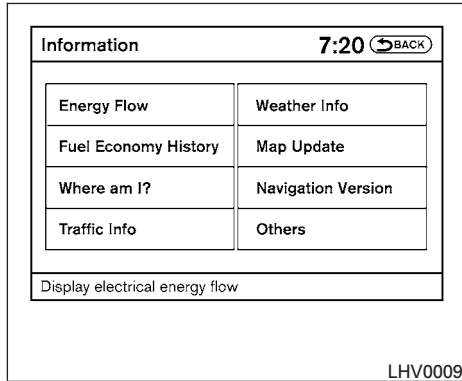 Information 7:20 BACK
Energy Flow Weather Info
Fuel Economy History Map Update
Where am I? Navigation Version
Traffic Info Others
Display electrical energy flow
LHV0009